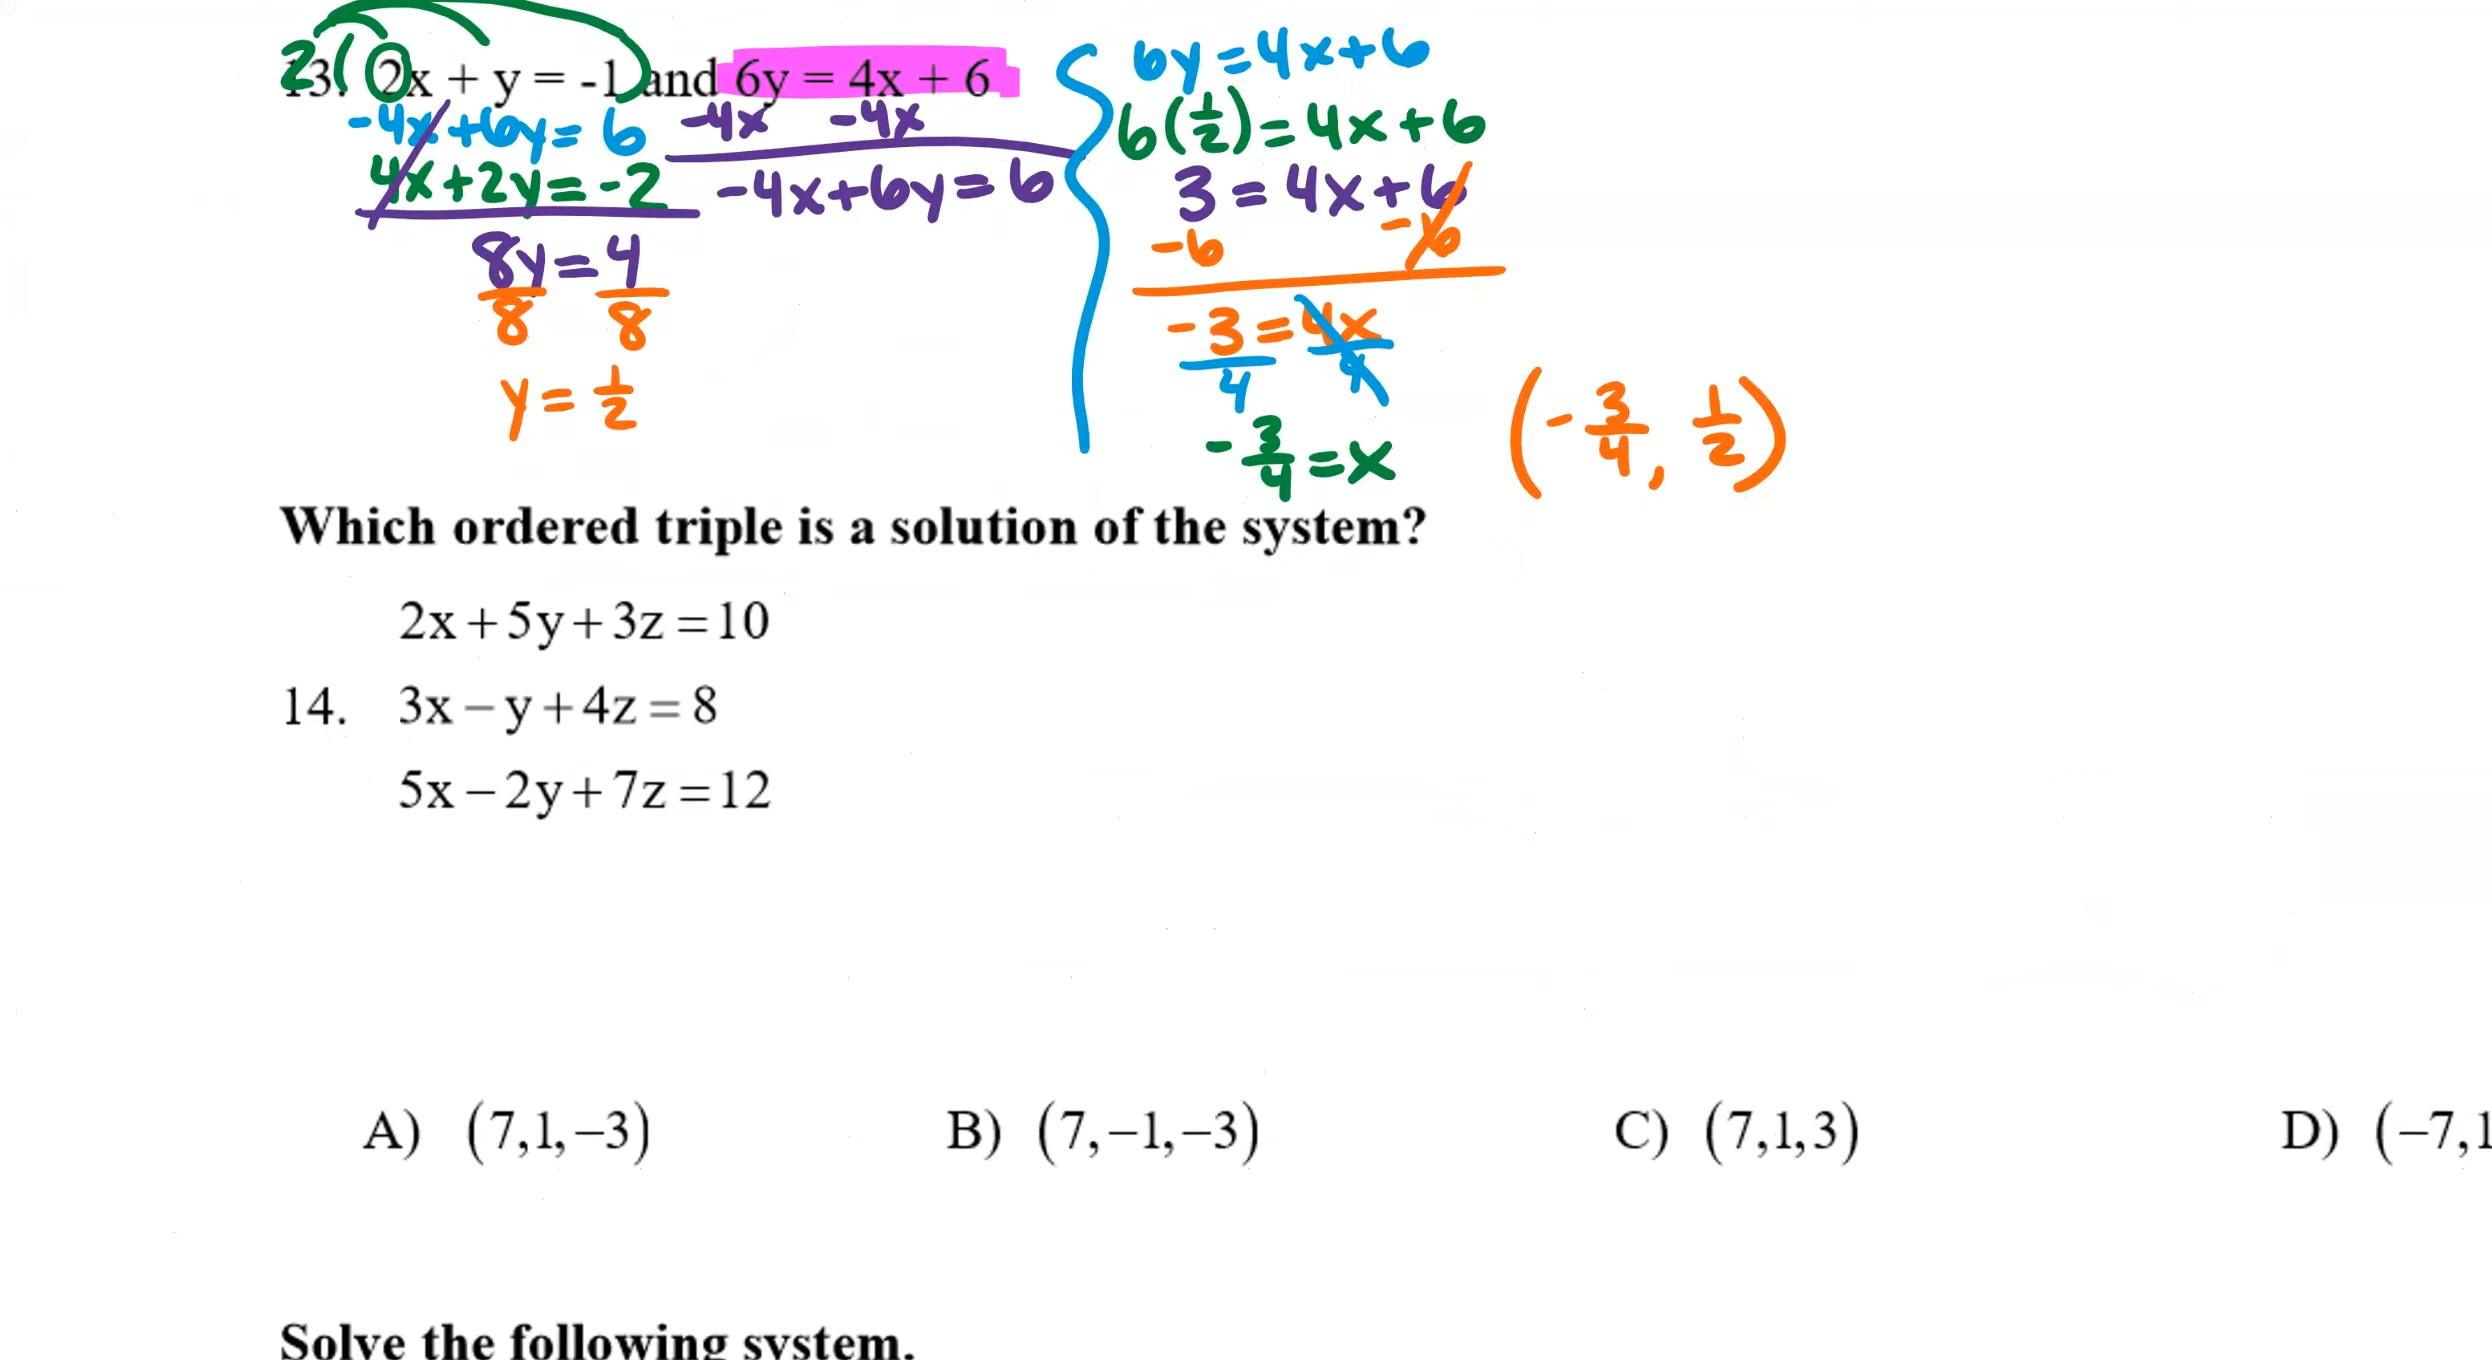 2(
13. 2x + y = -1 and 6y = 4x + 6
-4x + 6y = 6
4x + 2y = -2
8y = 4
8 8
y = 1/2
-4x -4x
-4x + 6y = 6
6y = 4x + 6
6(1/2) = 4x + 6
3 = 4x + 6
-6 -6
-3 = 4x
4 4
-3/4 = x
(-3/4, 1/2)
Which ordered triple is a solution of the system?
2x + 5y + 3z = 10
14. 3x − y + 4z = 8
5x − 2y + 7z = 12
A) (7,1,−3) B) (7,−1,−3) C) (7,1,3) D) (−7,1
Solve the following system.